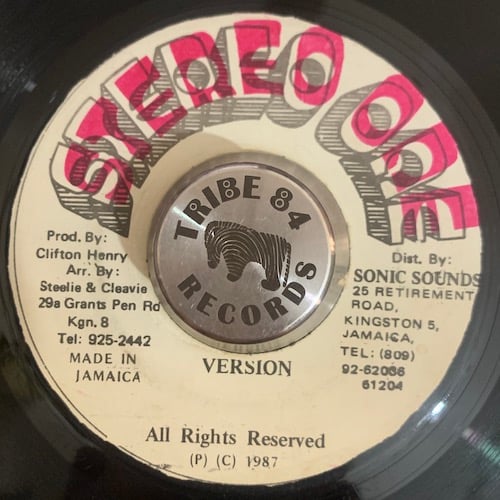 STEREO ONE
TRIBE 84
RECORDS
Prod. By:
Clifton Henry
Arr. By:
Steelie & Cleavie
29a Grants Pen Rd
Kgn. 8
Tel: 925-2442
MADE IN
JAMAICA
Dist. By:
SONIC SOUNDS
25 RETIREMENT
ROAD,
KINGSTON 5,
JAMAICA,
TEL: (809)
92-62086
61204
VERSION
All Rights Reserved
(P) (C) 1987